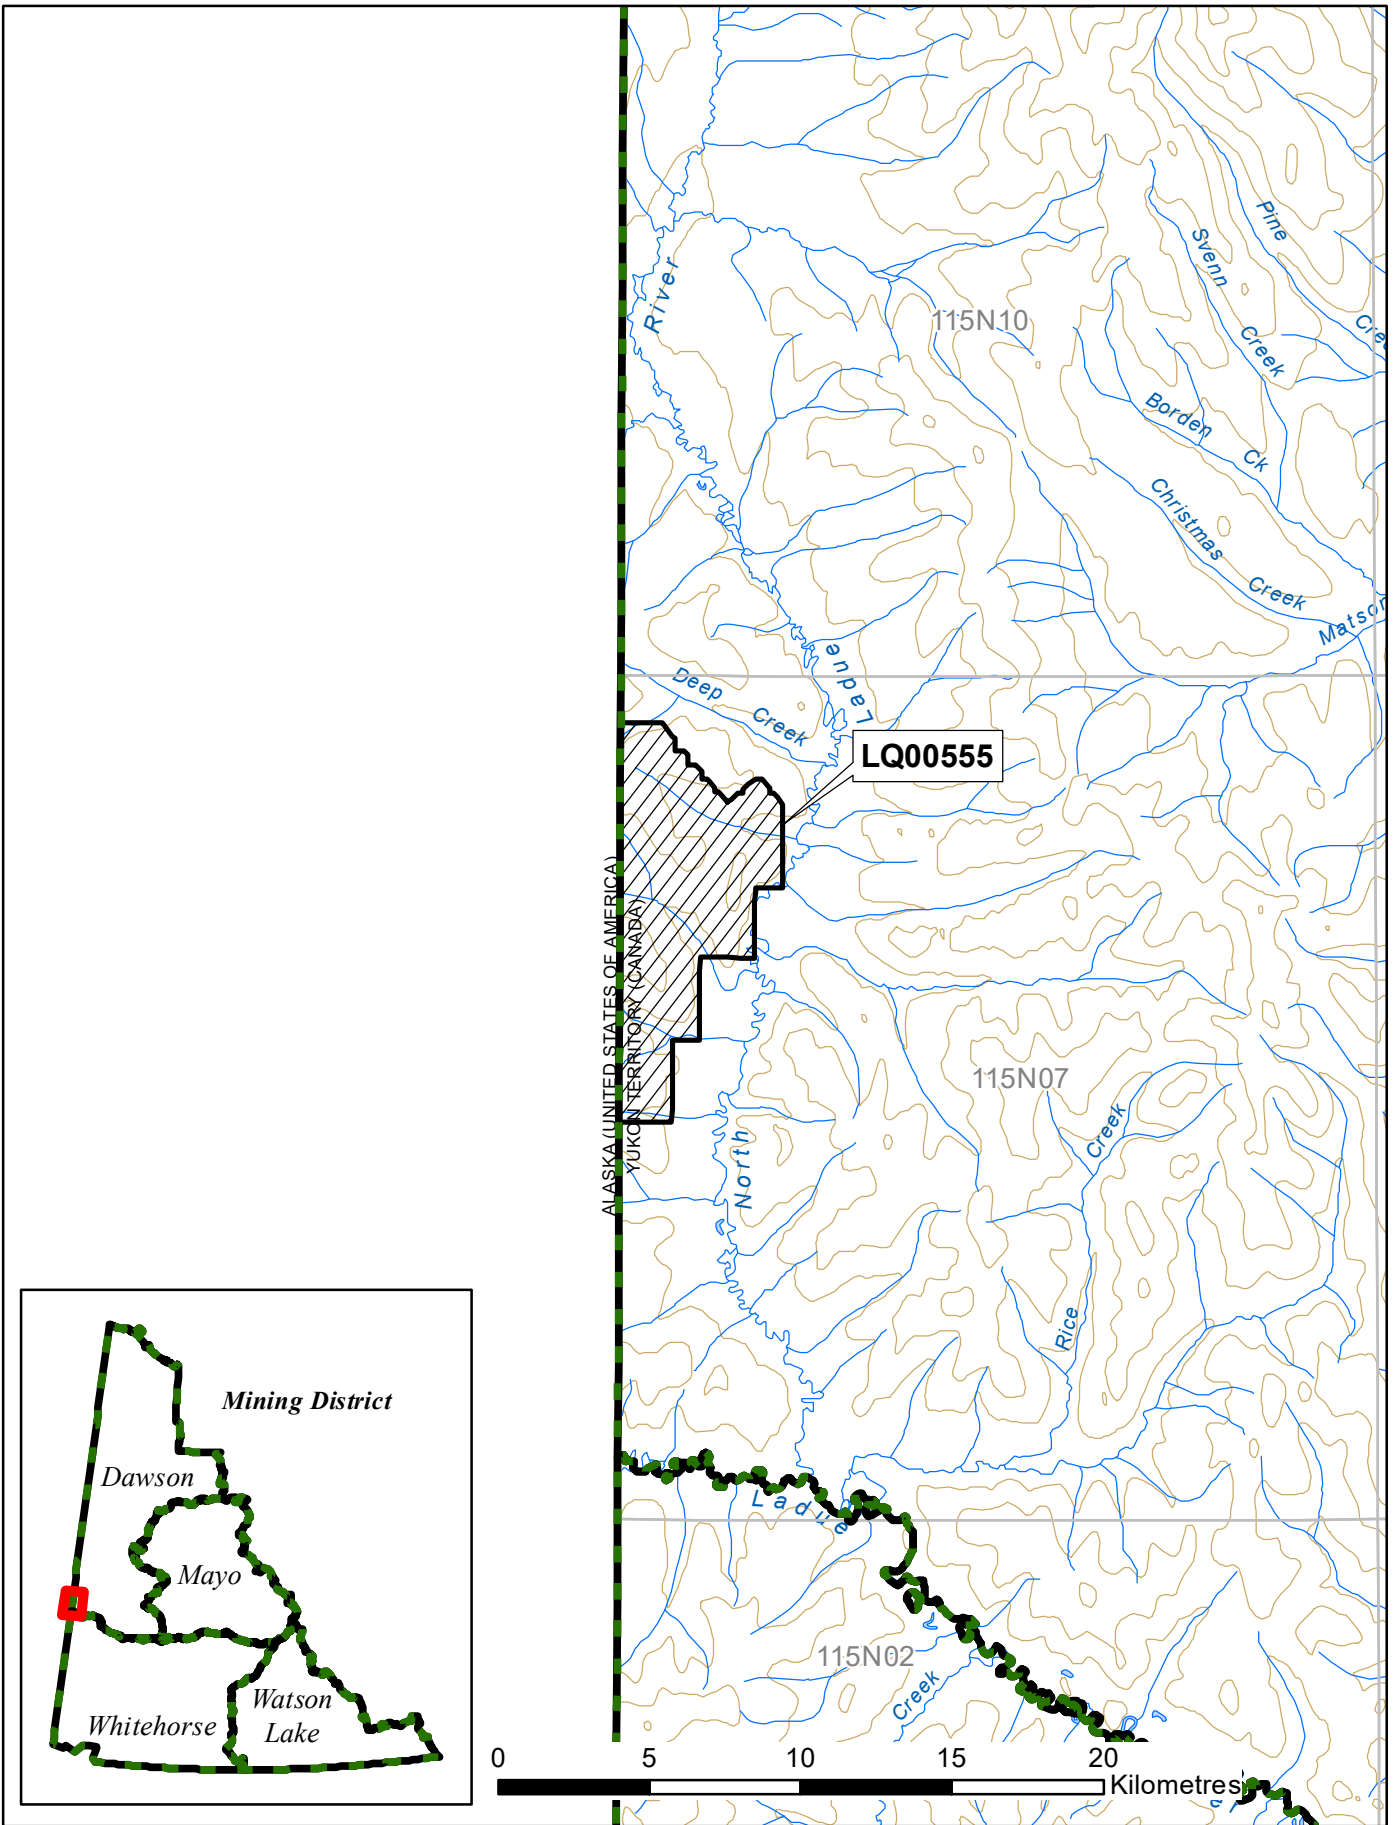 Pine
Svenn
River
115N10
Cre
Creek
Borden
Ck
Christmas
Creek
Matson
Ladue
Deep
Creek
LQ00555
ALASKA (UNITED STATES OF AMERICA)
YUKON TERRITORY (CANADA)
115N07
Creek
North
Rice
Mining District
Dawson
Ladue
Mayo
115N02
Creek
Watson
Lake
Whitehorse
0 5 10 15 20
Kilometres